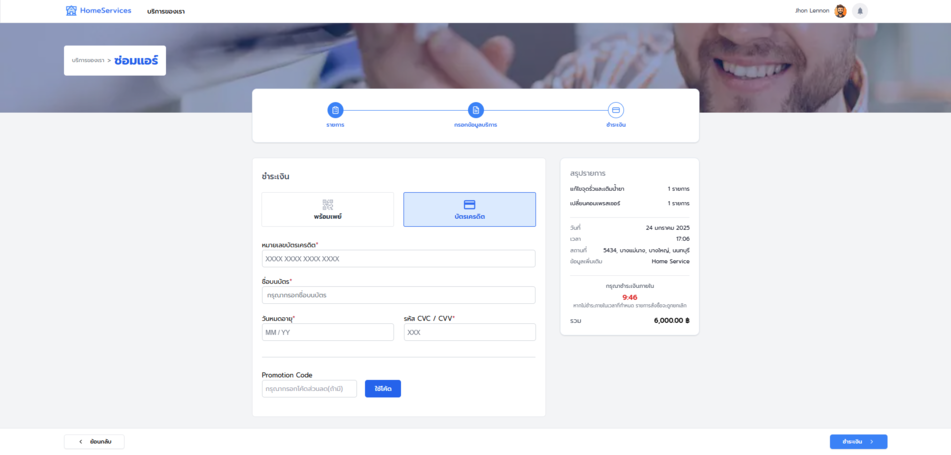 HomeServices
บริการของเรา
Jhon Lennon
บริการของเรา > ซ่อมแอร์
รายการ
กรอกข้อมูลบริการ
ชำระเงิน
ชำระเงิน
พร้อมเพย์
บัตรเครดิต
หมายเลขบัตรเครดิต*
XXXX XXXX XXXX XXXX
ชื่อบนบัตร*
กรุณากรอกชื่อบนบัตร
วันหมดอายุ*
รหัส CVC / CVV*
MM / YY
XXX
Promotion Code
กรุณากรอกโค้ดส่วนลด(ถ้ามี)
ใช้โค้ด
สรุปรายการ
แก้ไขจุดรั่วและเติมน้ำยา 1 รายการ
เปลี่ยนคอมเพรสเซอร์ 1 รายการ
วันที่ 24 มกราคม 2025
เวลา 17:06
สถานที่ 5434, บางแม่นาง, บางใหญ่, นนทบุรี
ข้อมูลเพิ่มเติม Home Service
กรุณาชำระเงินภายใน
9:46
หากไม่ชำระภายในเวลาที่กำหนด รายการสั่งซื้อจะถูกยกเลิก
รวม 6,000.00 ฿
< ย้อนกลับ
ชำระเงิน >